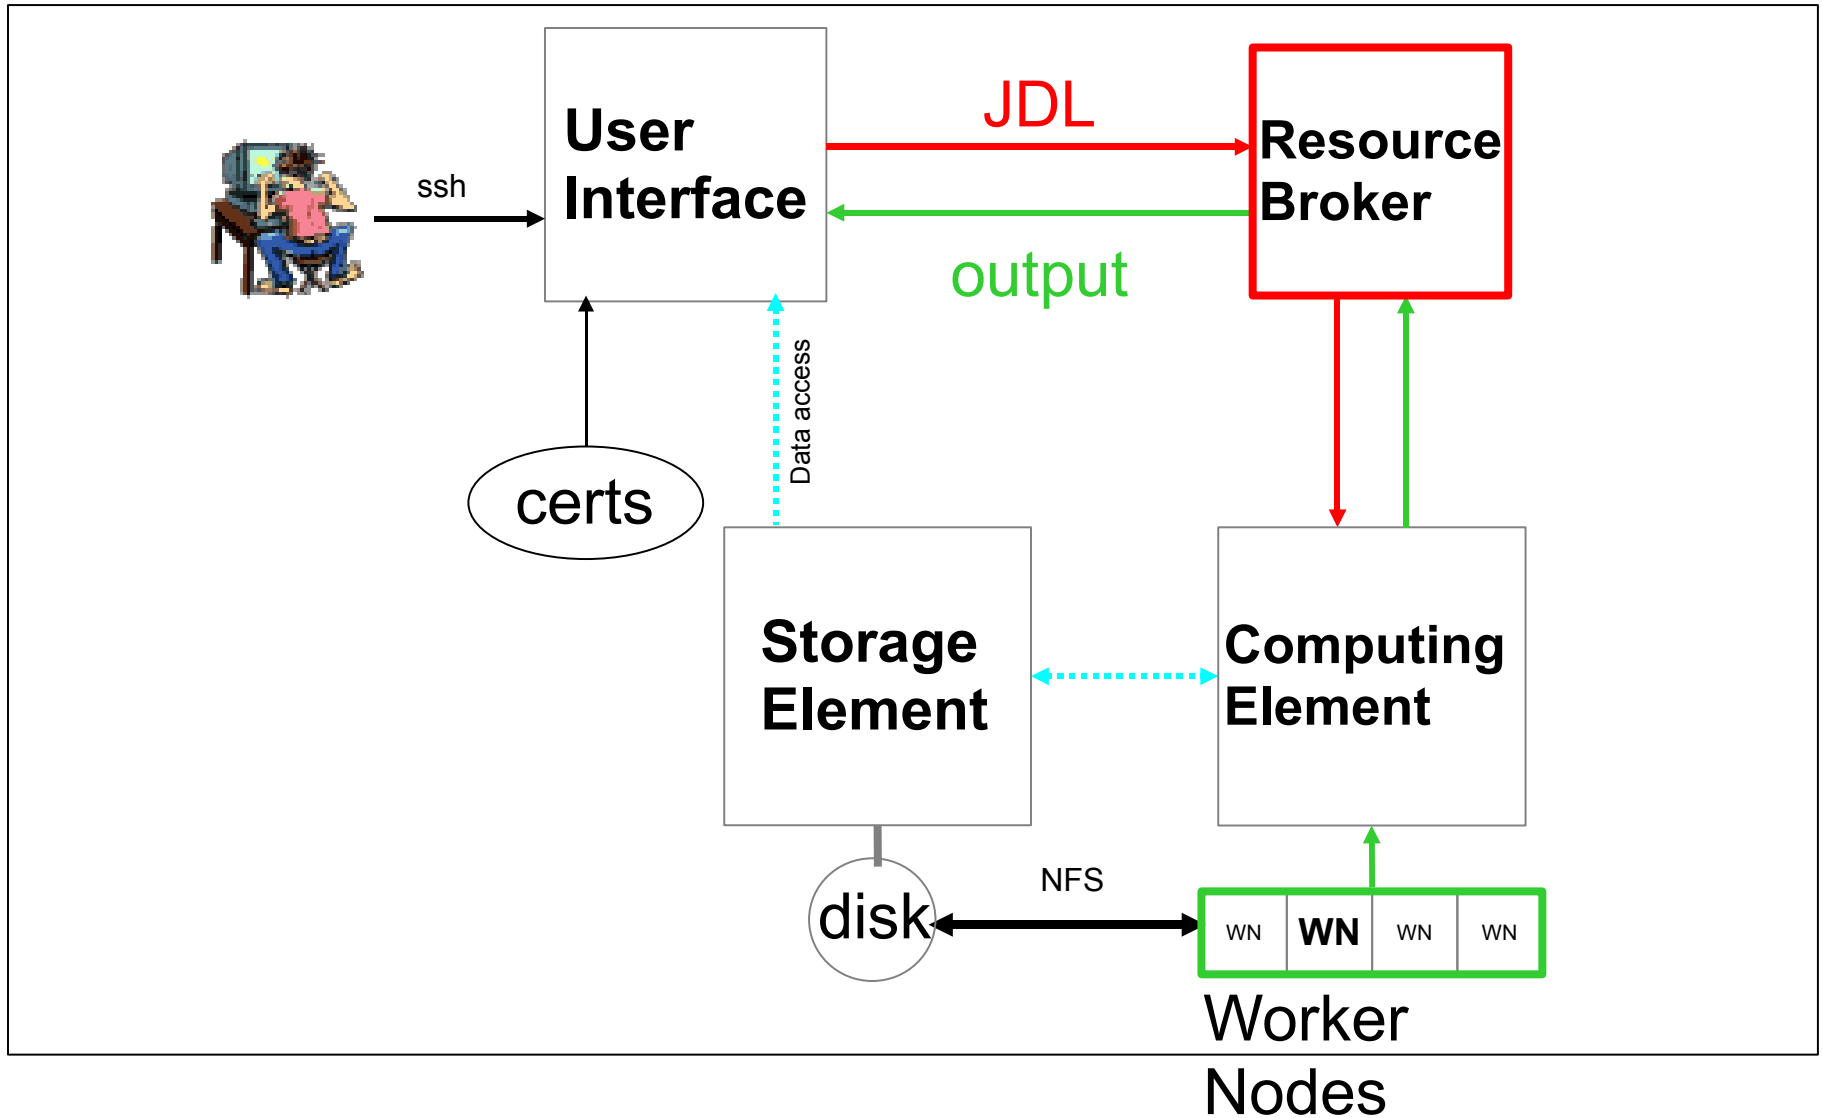 User
Interface
JDL
Resource
Broker
ssh
output
Data access
certs
Storage
Element
Computing
Element
NFS
disk
WN
WN
WN
WN
Worker
Nodes